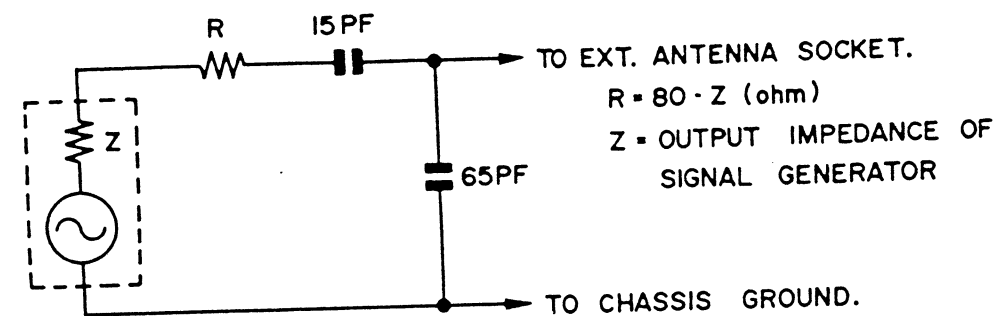 R
15PF
TO EXT. ANTENNA SOCKET.
R = 80 - Z (ohm)
Z = OUTPUT IMPEDANCE OF
SIGNAL GENERATOR
Z
65PF
TO CHASSIS GROUND.